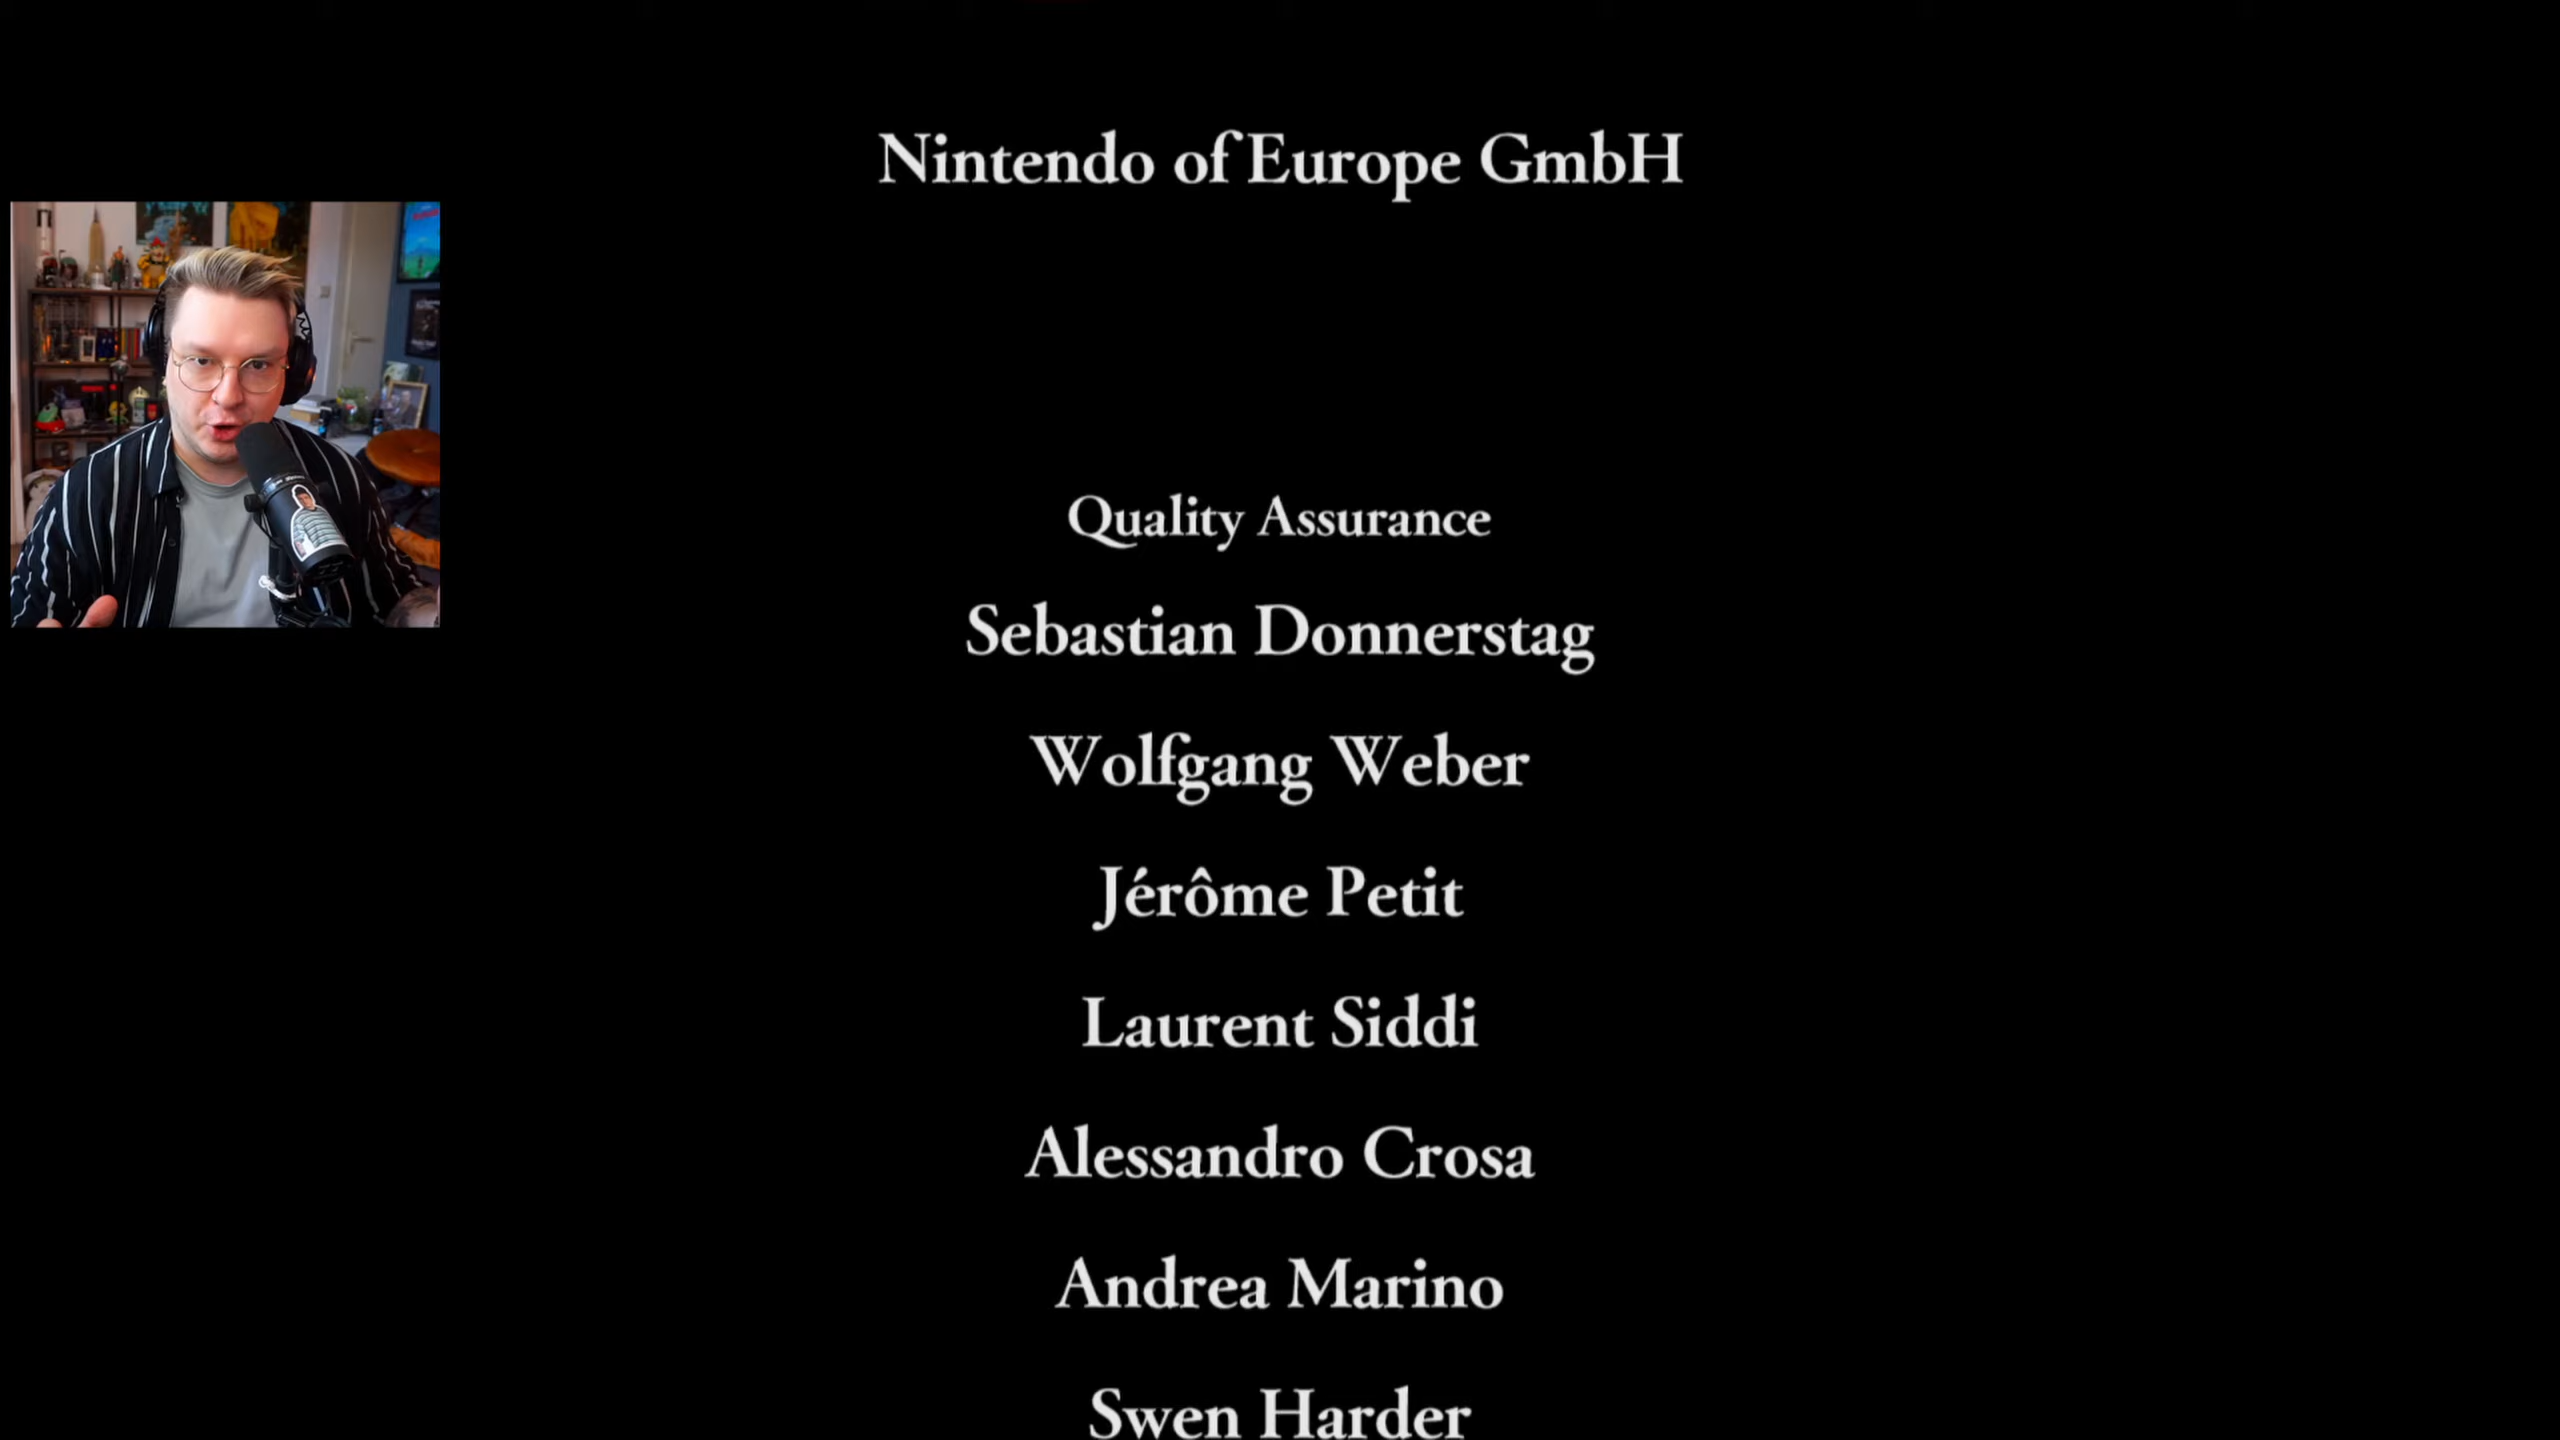 Nintendo of Europe GmbH
Quality Assurance
Sebastian Donnerstag
Wolfgang Weber
Jérôme Petit
Laurent Siddi
Alessandro Crosa
Andrea Marino
Swen Harder